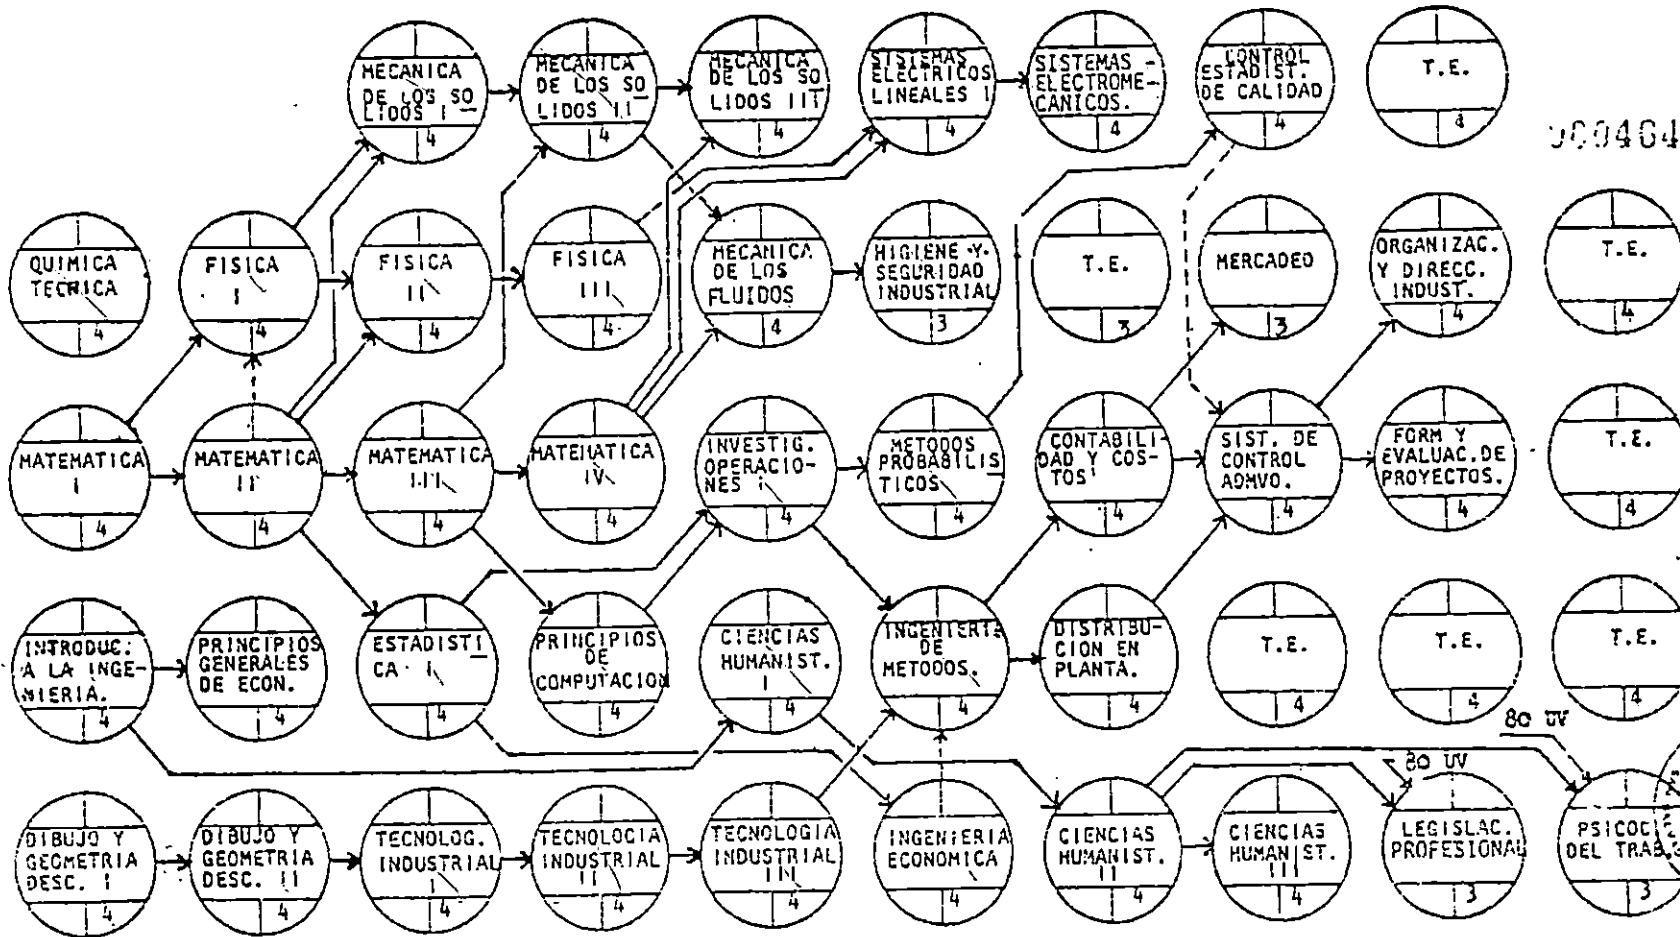 MECANICA
DE LOS SO
LIDOS I
4
MECANICA
DE LOS SO
LIDOS II
4
MECANICA
DE LOS SO
LIDOS III
4
SISTEMAS
ELECTRICOS
LINEALES I
4
SISTEMAS -
ELECTROME-
CANICOS.
4
CONTROL
ESTADIST.
DE CALIDAD
4
T.E.
4
QUIMICA
TECNICA
4
FISICA
I
4
FISICA
II
4
FISICA
III
4
MECANICA
DE LOS
FLUIDOS
4
HIGIENE Y
SEGURIDAD
INDUSTRIAL
3
T.E.
3
MERCADEO
3
ORGANIZAC.
Y DIRECC.
INDUST.
4
T.E.
4
MATEMATICA
I
4
MATEMATICA
II
4
MATEMATICA
III
4
MATEMATICA
IV
4
INVESTIG.
OPERACIO-
NES I
4
METODOS
PROBABILIS
TICOS
4
CONTABILI-
DAD Y COS-
TOS
4
SIST. DE
CONTROL
ADMVO.
4
FORM Y
EVALUAC.DE
PROYECTOS.
4
T.E.
4
INTRODUC.
A LA INGE-
NIERIA.
4
PRINCIPIOS
GENERALES
DE ECON.
4
ESTADISTI
CA I
4
PRINCIPIOS
DE
COMPUTACION
4
CIENCIAS
HUMANIST.
I
4
INGENIERIA
DE
METODOS.
4
DISTRIBU-
CION EN
PLANTA.
4
T.E.
4
T.E.
4
T.E.
4
80 UV
80 UV
DIBUJO Y
GEOMETRIA
DESC. I
4
DIBUJO Y
GEOMETRIA
DESC. II
4
TECNOLOG.
INDUSTRIAL
I
4
TECNOLOGIA
INDUSTRIAL
II
4
TECNOLOGIA
INDUSTRIAL
III
4
INGENIERIA
ECONOMICA
4
CIENCIAS
HUMANIST.
II
4
CIENCIAS
HUMANIST.
III
4
LEGISLAC.
PROFESIONAL
3
DEL
3